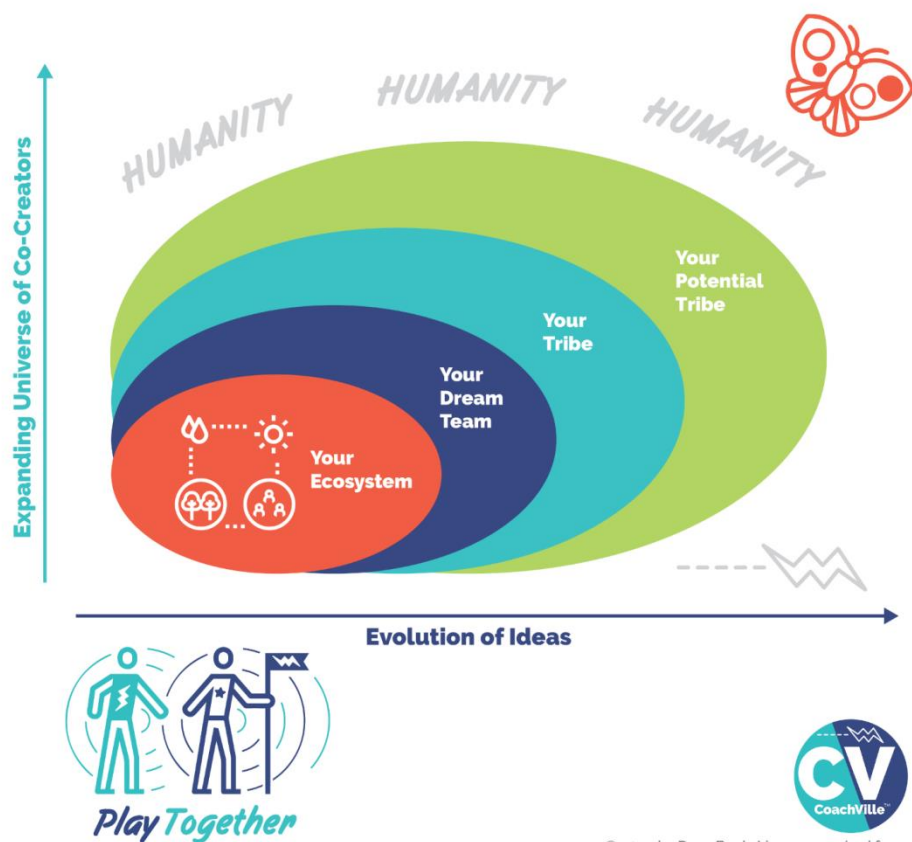 HUMANITY HUMANITY HUMANITY
Expanding Universe of Co-Creators
Your
Potential
Tribe
Your
Tribe
Your
Dream
Team
Your
Ecosystem
Evolution of Ideas
Play Together
CV
CoachVille™